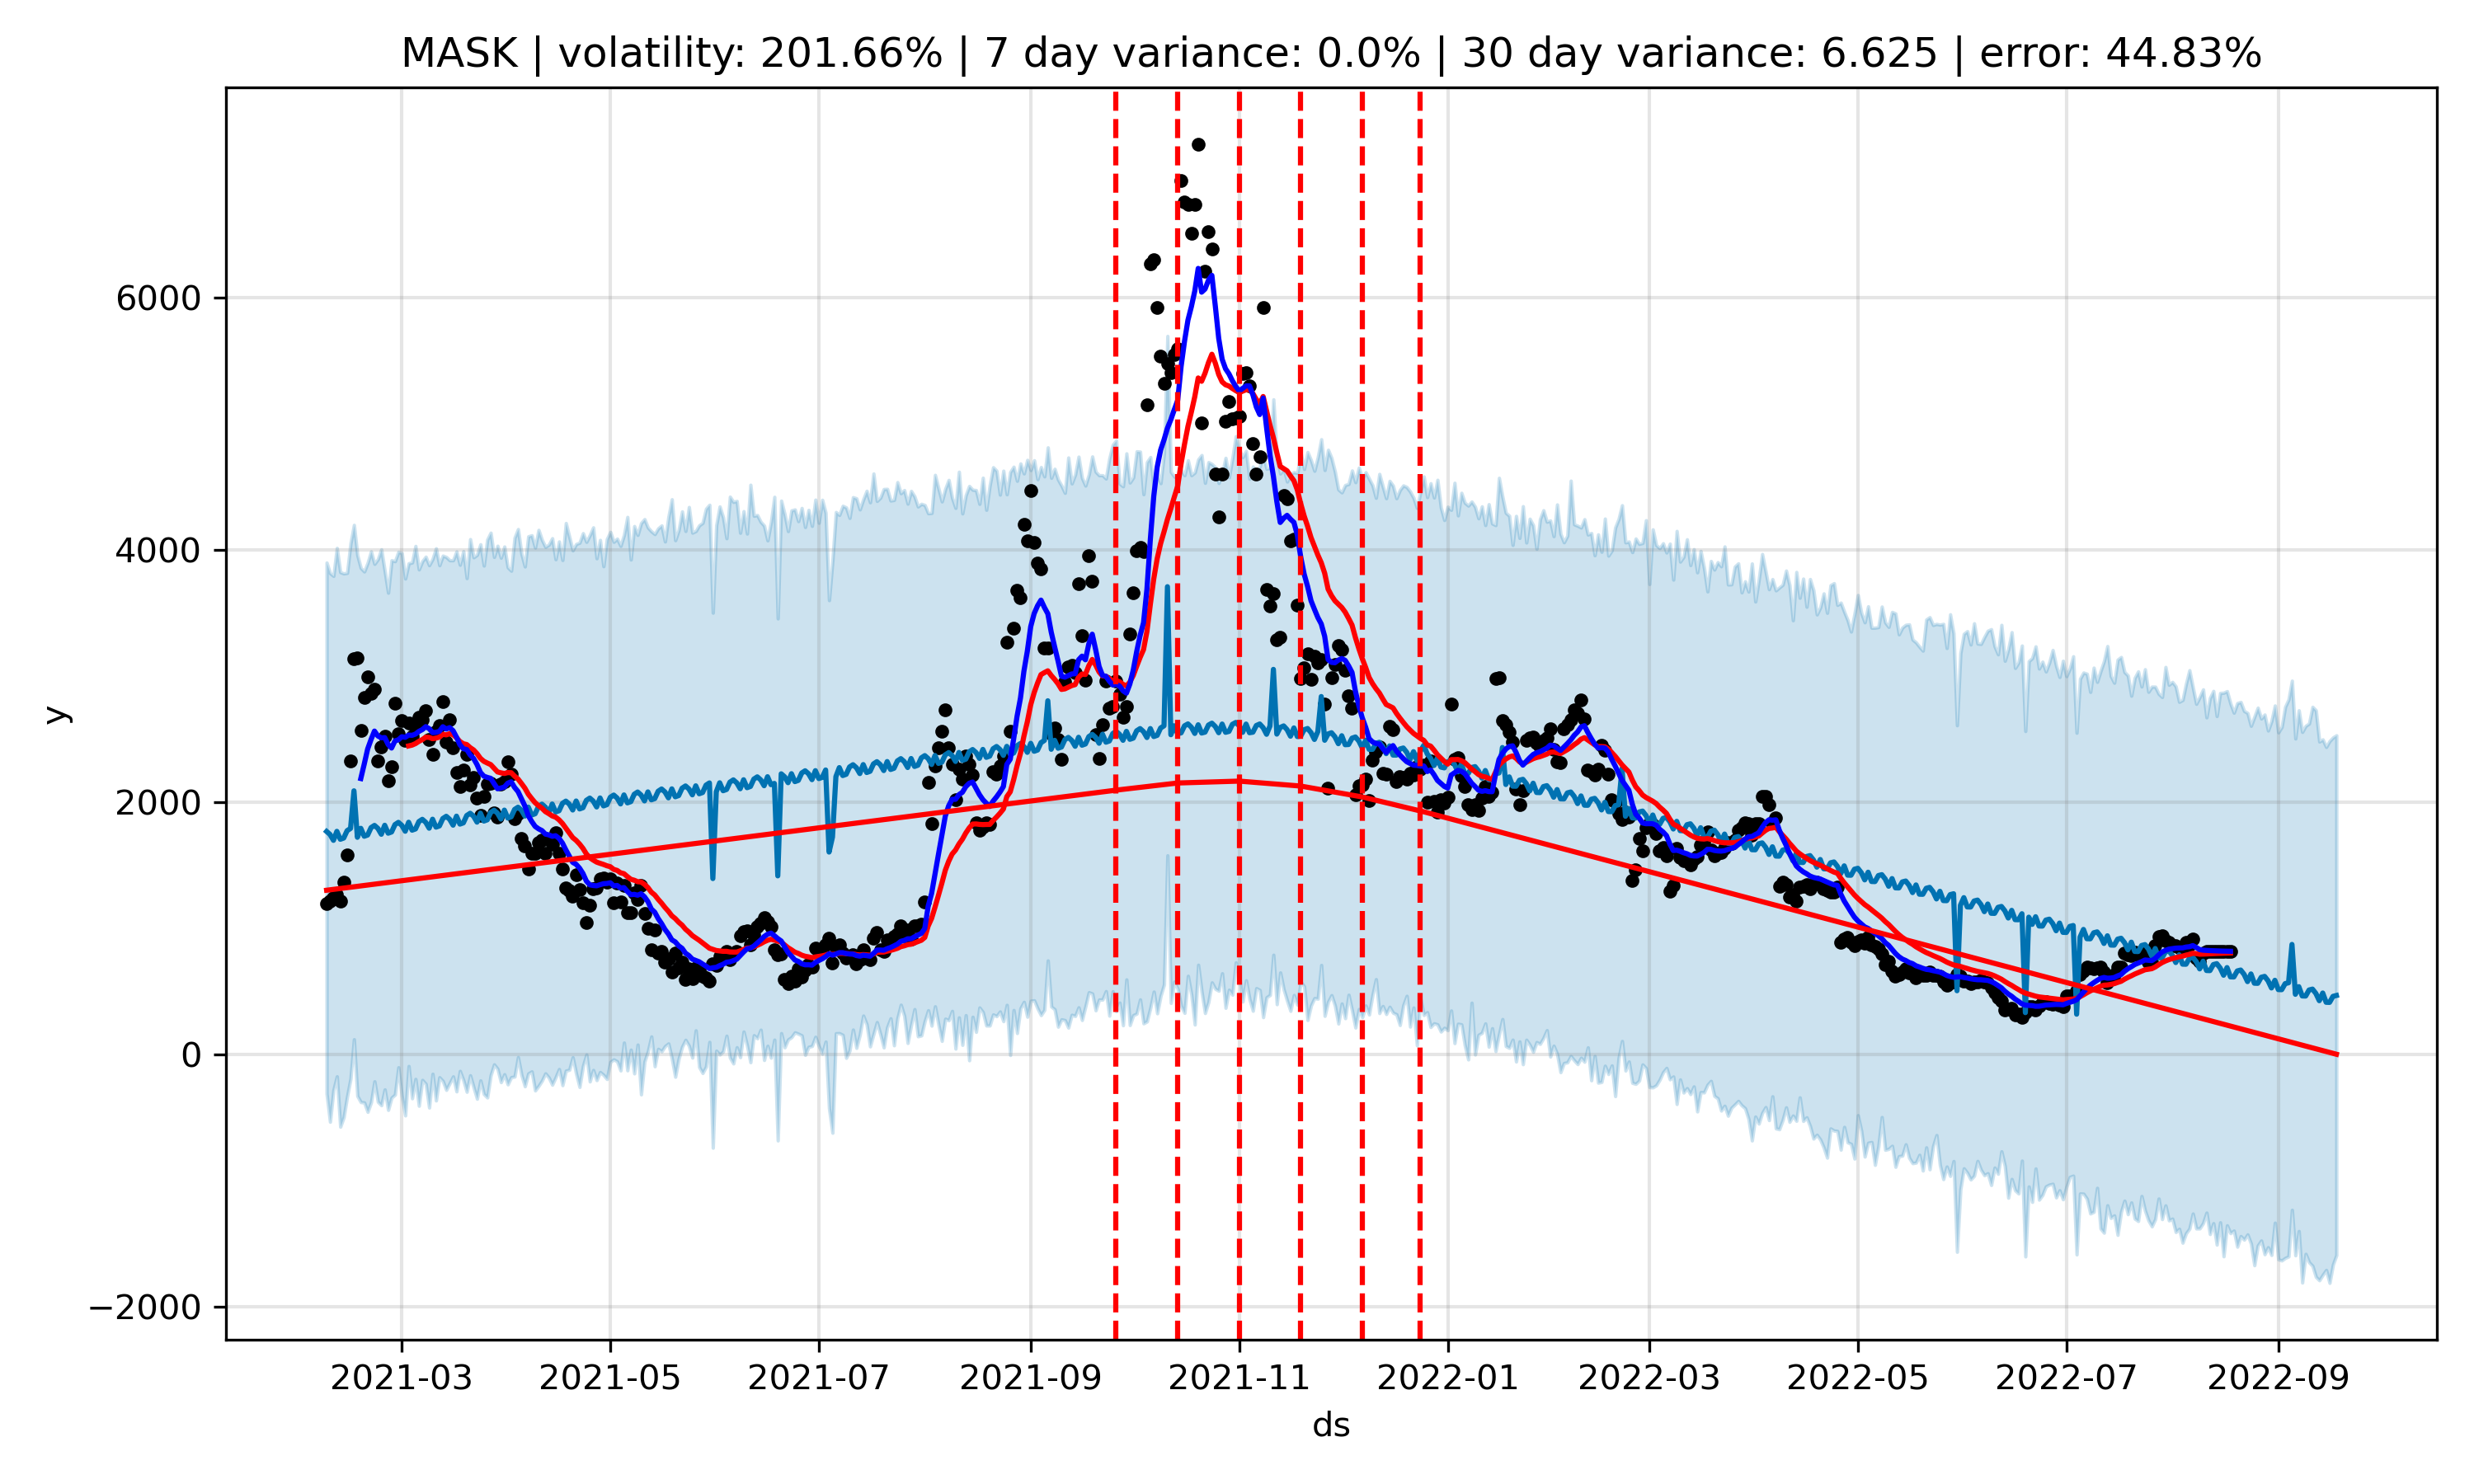 MASK | volatility: 201.66% | 7 day variance: 0.0% | 30 day variance: 6.625 | error: 44.83%
y
6000
4000
2000
0
−2000
2021-03 2021-05 2021-07 2021-09 2021-11 2022-01 2022-03 2022-05 2022-07 2022-09
ds